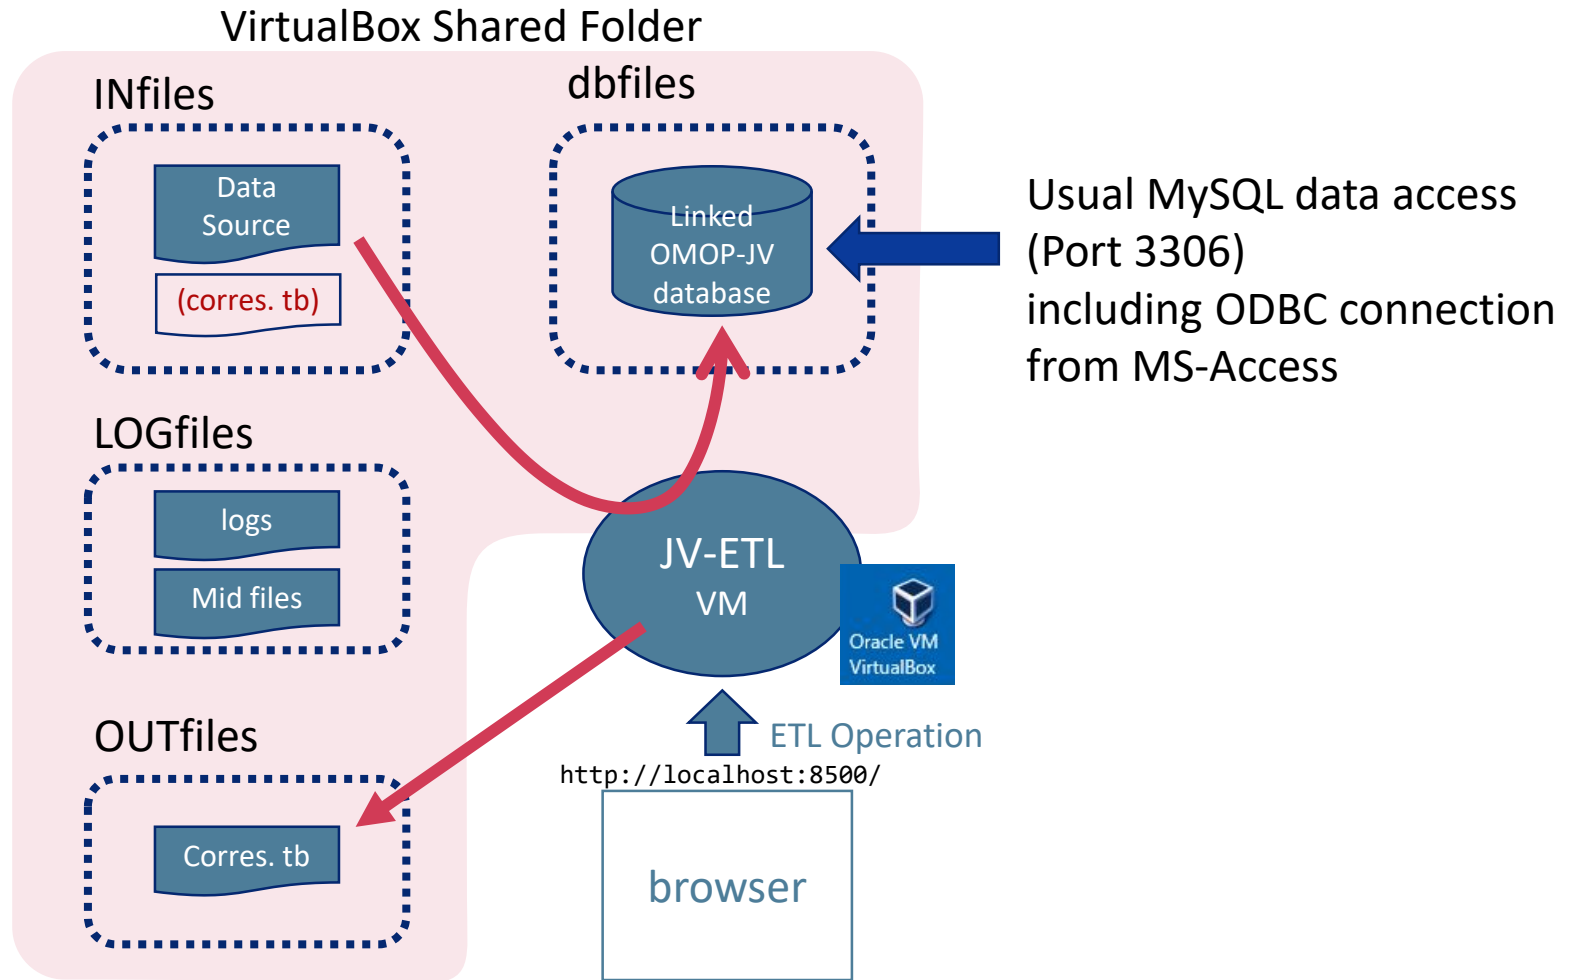 VirtualBox Shared Folder
INfiles
Data
Source
(corres. tb)
dbfiles
Linked
OMOP-JV
database
Usual MySQL data access
(Port 3306)
including ODBC connection
from MS-Access
LOGfiles
logs
Mid files
JV-ETL
VM
Oracle VM
VirtualBox
OUTfiles
Corres. tb
ETL Operation
http://localhost:8500/
browser